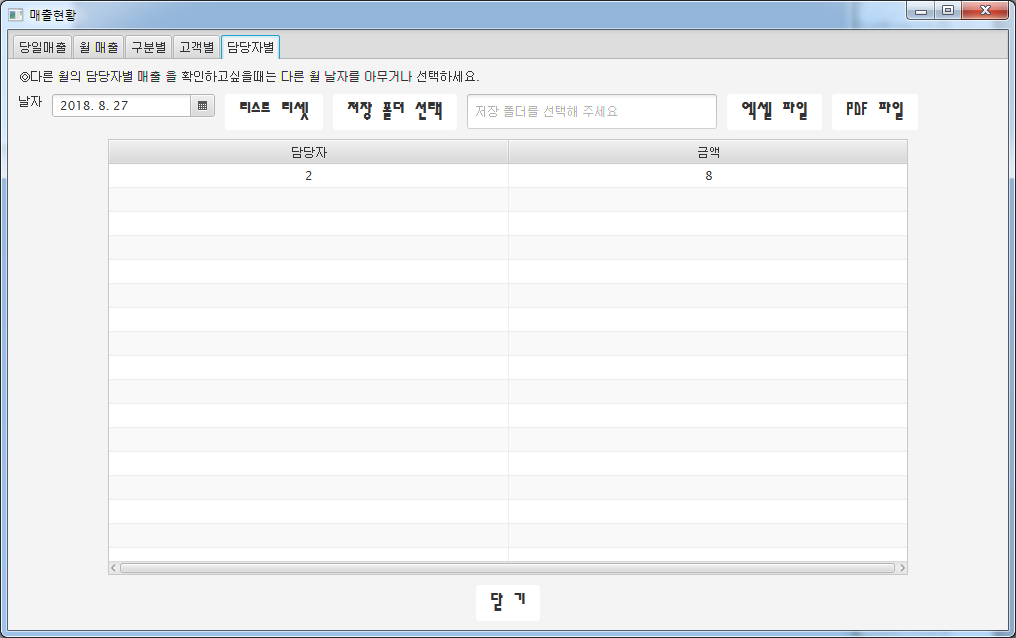 매출현황
당일매출 월 매출 구분별 고객별 담당자별
◎다른 월의 담당자별 매출 을 확인하고싶을때는 다른 월 날자를 아무거나 선택하세요.
날자 2018. 8. 27 리스트 리셋 저장 폴더 선택 저장 폴더를 선택해 주세요 엑셀 파일 PDF 파일
담당자 금액
2 8
닫 기